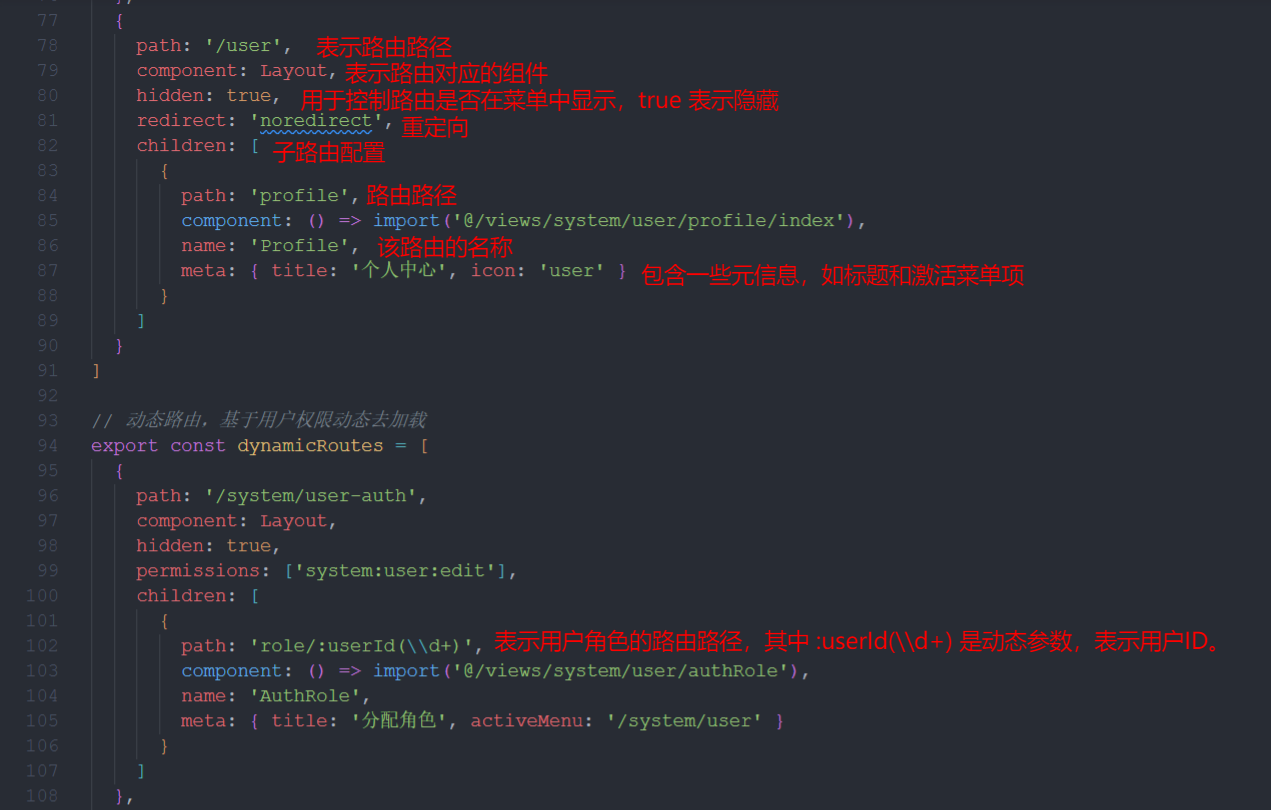 77 {
78 path: '/user', 表示路由路径
79 component: Layout, 表示路由对应的组件
80 hidden: true, 用于控制路由是否在菜单中显示，true 表示隐藏
81 redirect: 'noredirect', 重定向
82 children: [ 子路由配置
83 {
84 path: 'profile', 路由路径
85 component: () => import('@/views/system/user/profile/index'),
86 name: 'Profile', 该路由的名称
87 meta: { title: '个人中心', icon: 'user' } 包含一些元信息，如标题和激活菜单项
88 }
89 ]
90 }
91 ]
92
93 // 动态路由，基于用户权限动态去加载
94 export const dynamicRoutes = [
95 {
96 path: '/system/user-auth',
97 component: Layout,
98 hidden: true,
99 permissions: ['system:user:edit'],
100 children: [
101 {
102 path: 'role/:userId(\\d+)', 表示用户角色的路由路径，其中 :userId(\\d+) 是动态参数，表示用户ID。
103 component: () => import('@/views/system/user/authRole'),
104 name: 'AuthRole',
105 meta: { title: '分配角色', activeMenu: '/system/user' }
106 }
107 ]
108 },